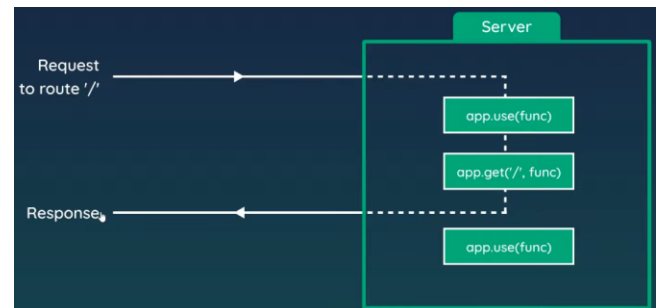 Server
Request
to route '/'
app.use(func)
app.get('/', func)
Response
app.use(func)